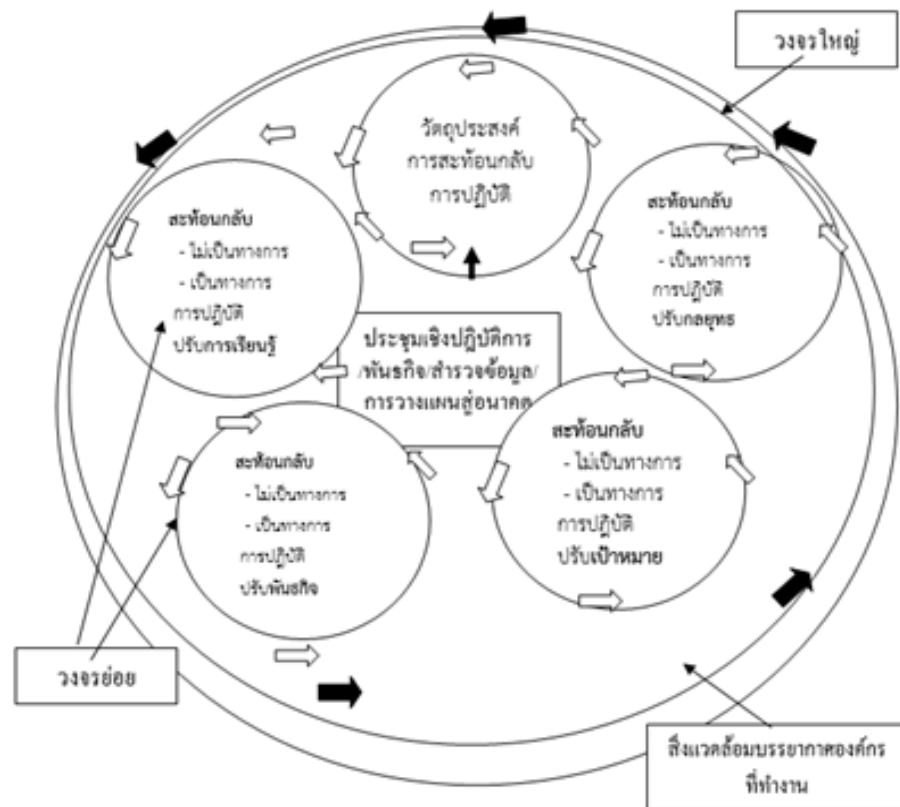 วงจรใหญ่
วัตถุประสงค์
การสะท้อนกลับ
การปฏิบัติ
สะท้อนกลับ
- ไม่เป็นทางการ
- เป็นทางการ
การปฏิบัติ
ปรับการเรียนรู้
สะท้อนกลับ
- ไม่เป็นทางการ
- เป็นทางการ
การปฏิบัติ
ปรับกลยุทธ
ประชุมเชิงปฏิบัติการ
/พันธกิจ/สำรวจข้อมูล/
การวางแผนสู่อนาคต
สะท้อนกลับ
- ไม่เป็นทางการ
- เป็นทางการ
การปฏิบัติ
ปรับพันธกิจ
สะท้อนกลับ
- ไม่เป็นทางการ
- เป็นทางการ
การปฏิบัติ
ปรับเป้าหมาย
วงจรย่อย
สิ่งแวดล้อมบรรยากาศองค์กร
ที่ทำงาน